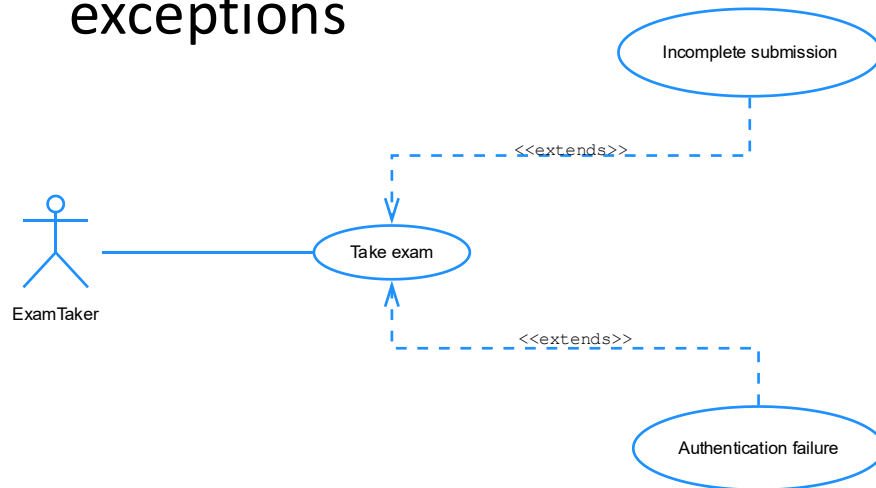 exceptions
Incomplete submission
<<extends>>
Take exam
ExamTaker
<<extends>>
Authentication failure